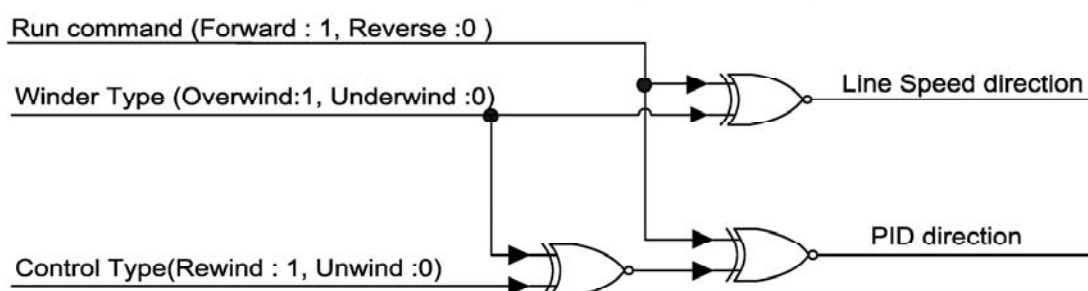 Run command (Forward : 1, Reverse :0 )
Winder Type (Overwind:1, Underwind :0)
Line Speed direction
PID direction
Control Type(Rewind : 1, Unwind :0)